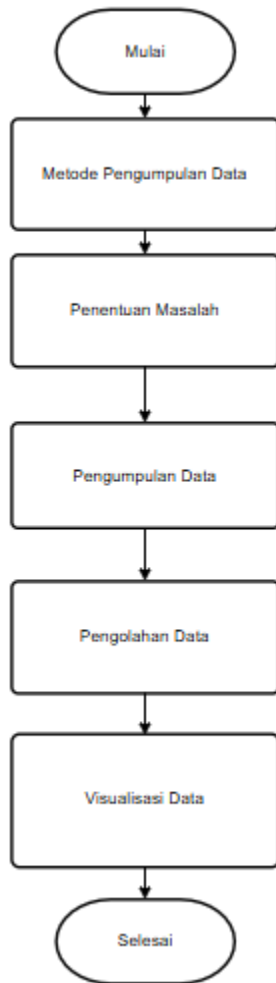 Mulai
Metode Pengumpulan Data
Penentuan Masalah
Pengumpulan Data
Pengolahan Data
Visualisasi Data
Selesai